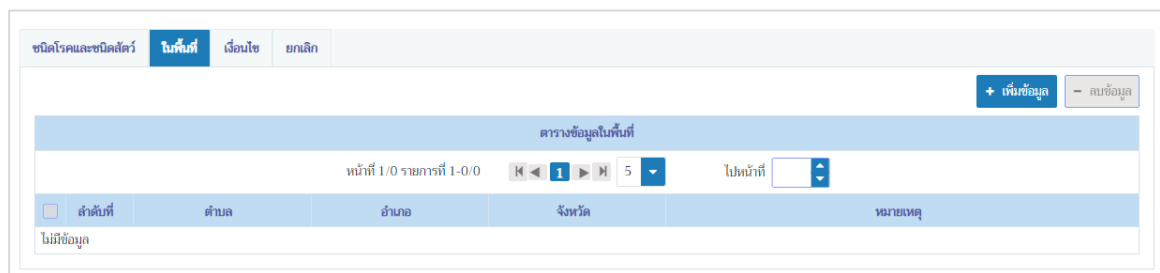 ชนิดโรคและชนิดสัตว์ ในพื้นที่ เงื่อนไข ยกเลิก
+ เพิ่มข้อมูล − ลบข้อมูล
ตารางข้อมูลในพื้นที่
หน้าที่ 1/0 รายการที่ 1-0/0 1 5 ไปหน้าที่
ลำดับที่ ตำบล อำเภอ จังหวัด หมายเหตุ
ไม่มีข้อมูล